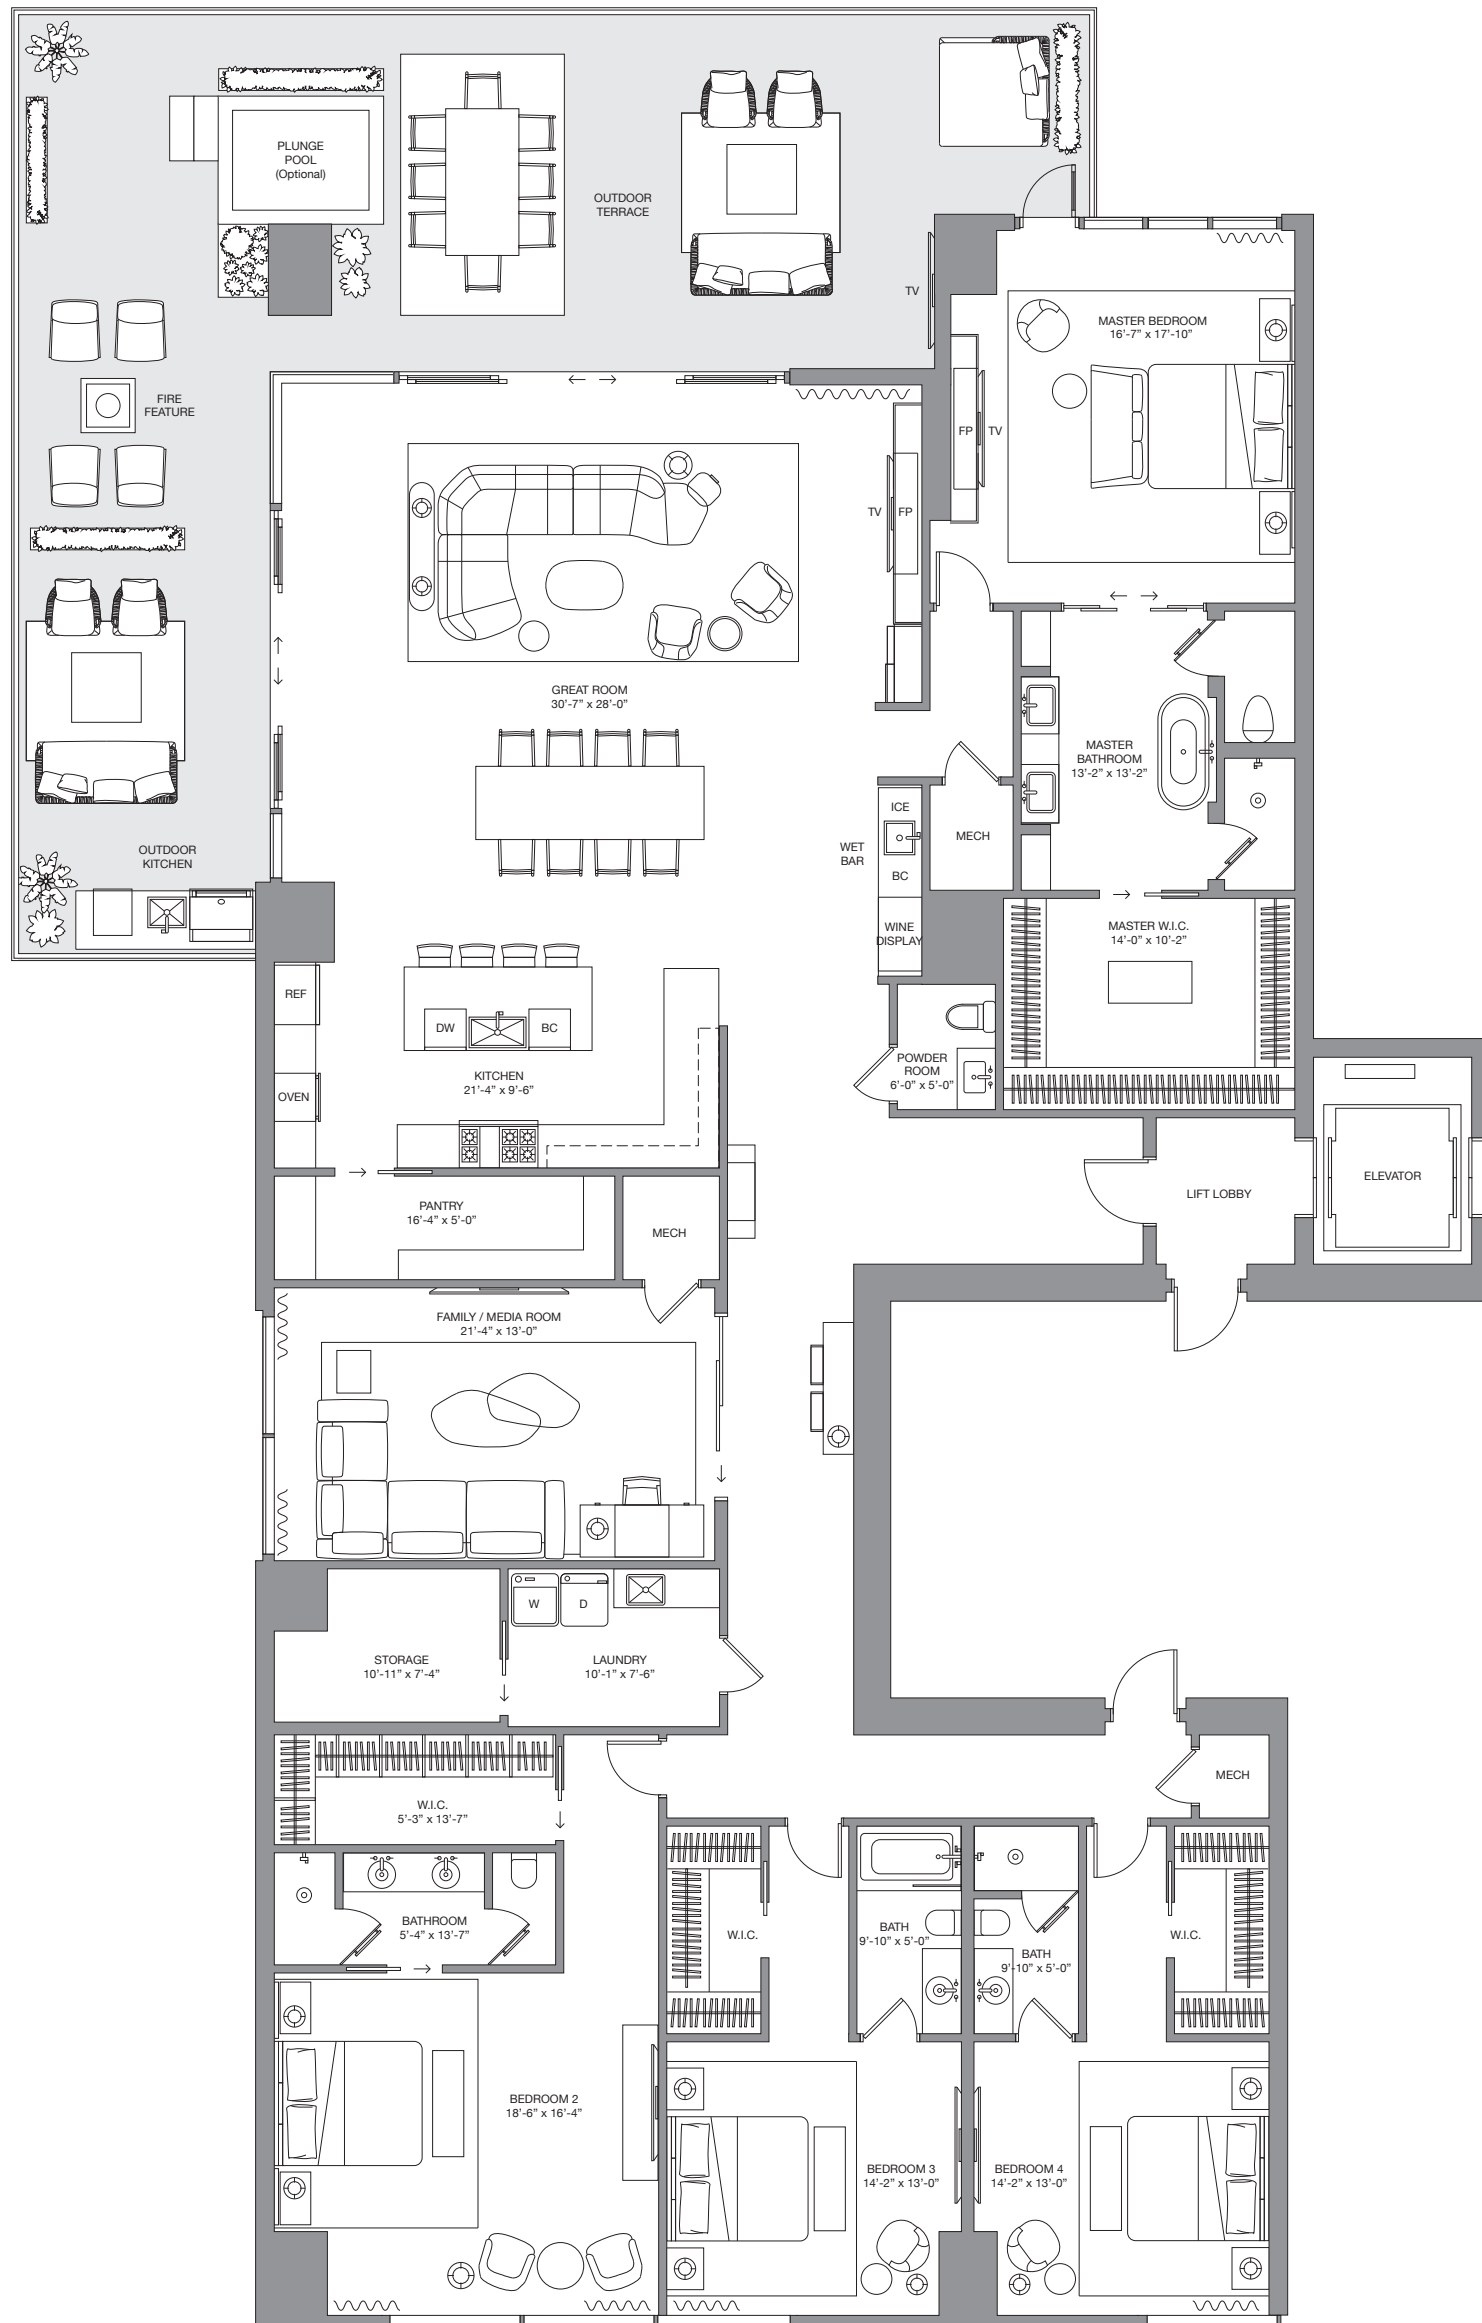 PLUNGE
POOL
(Optional)
OUTDOOR
TERRACE
TV
MASTER BEDROOM
16’-7” x 17’-10”
FIRE
FEATURE
FP
TV
TV
FP
GREAT ROOM
30’-7” x 28’-0”
MASTER
BATHROOM
13’-2” x 13’-2”
OUTDOOR
KITCHEN
ICE
WET
BAR
MECH
BC
WINE
DISPLAY
MASTER W.I.C.
14’-0” x 10’-2”
REF
DW
BC
KITCHEN
21’-4” x 9’-6”
OVEN
POWDER
ROOM
6’-0” x 5’-0”
PANTRY
16’-4” x 5’-0”
MECH
LIFT LOBBY
ELEVATOR
FAMILY / MEDIA ROOM
21’-4” x 13’-0”
W
D
STORAGE
10’-11” x 7’-4”
LAUNDRY
10’-1” x 7’-6”
MECH
W.I.C.
5’-3” x 13’-7”
BATHROOM
5’-4” x 13’-7”
W.I.C.
BATH
9’-10” x 5’-0”
BATH
9’-10” x 5’-0”
W.I.C.
BEDROOM 2
18’-6” x 16’-4”
BEDROOM 3
14’-2” x 13’-0”
BEDROOM 4
14’-2” x 13’-0”